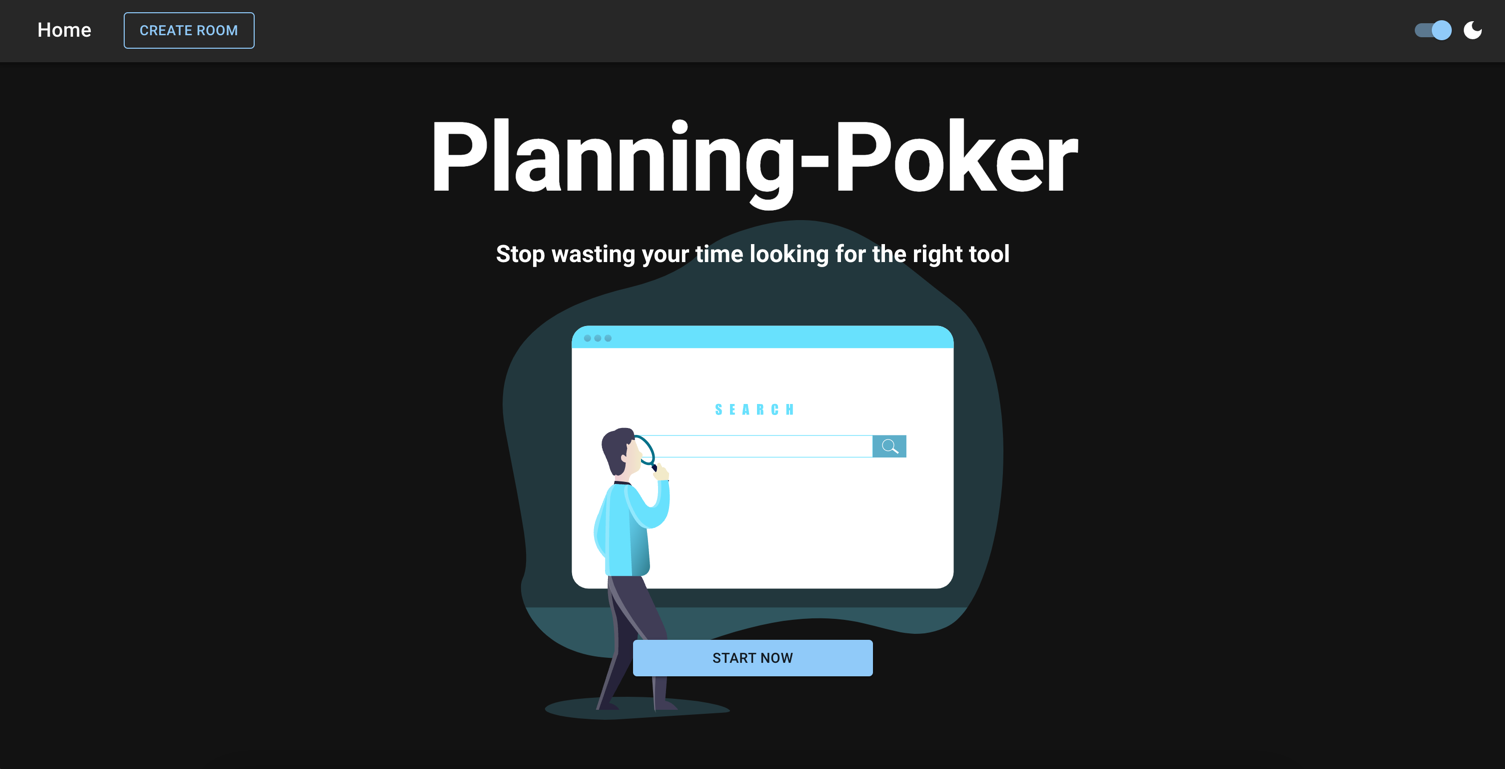 Home
CREATE ROOM
Planning-Poker
Stop wasting your time looking for the right tool
SEARCH
START NOW